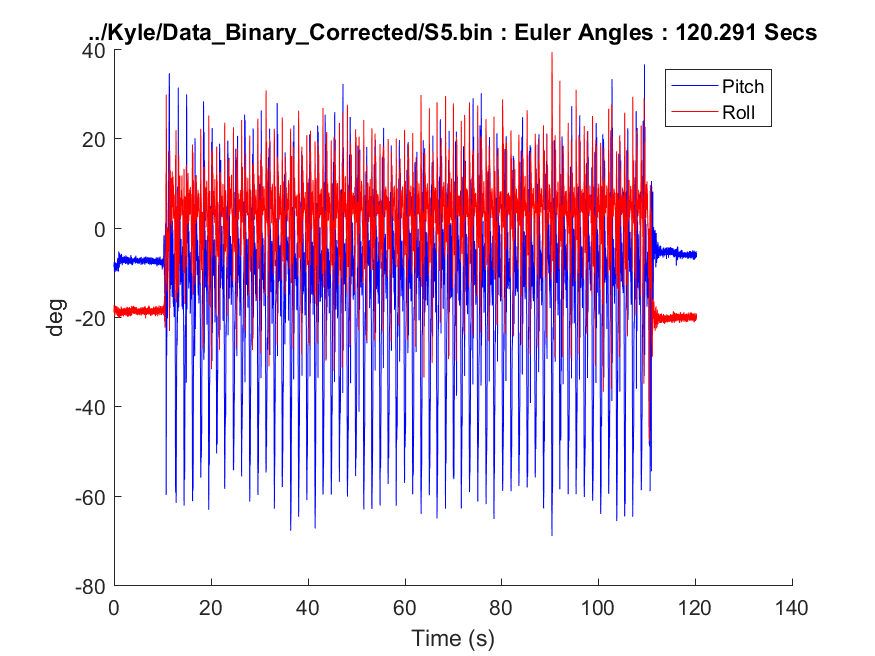 ../Kyle/Data_Binary_Corrected/S5.bin : Euler Angles : 120.291 Secs
40
20
0
-20
-40
-60
-80
deg
Pitch
Roll
0 20 40 60 80 100 120 140
Time (s)